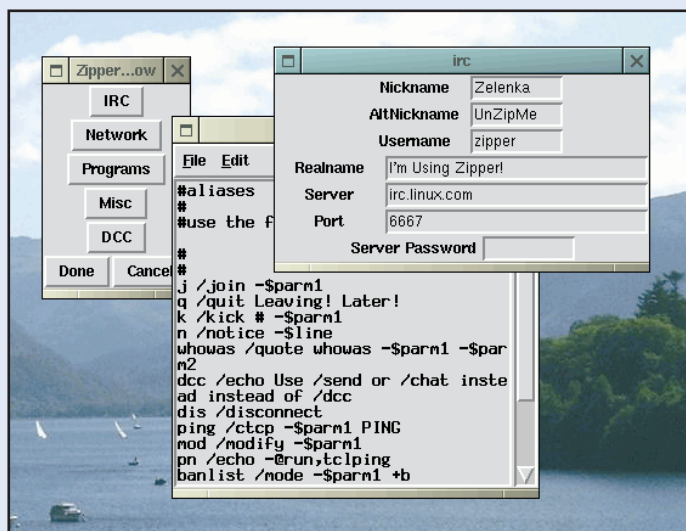 Zipper...ow
IRC
Network
Programs
Misc
DCC
Done Cancel
irc
Nickname Zelenka
AltNickname UnZipMe
Username zipper
Realname I'm Using Zipper!
Server irc.linux.com
Port 6667
Server Password
File Edit
#aliases
#
#use the f
#
#
j /join -$parm1
q /quit Leaving! Later!
k /kick # -$parm1
n /notice -$line
whowas /quote whowas -$parm1 -$par
m2
dcc /echo Use /send or /chat inste
ad instead of /dcc
dis /disconnect
ping /ctcp -$parm1 PING
mod /modify -$parm1
pn /echo -@run,tclping
banlist /mode -$parm1 +b